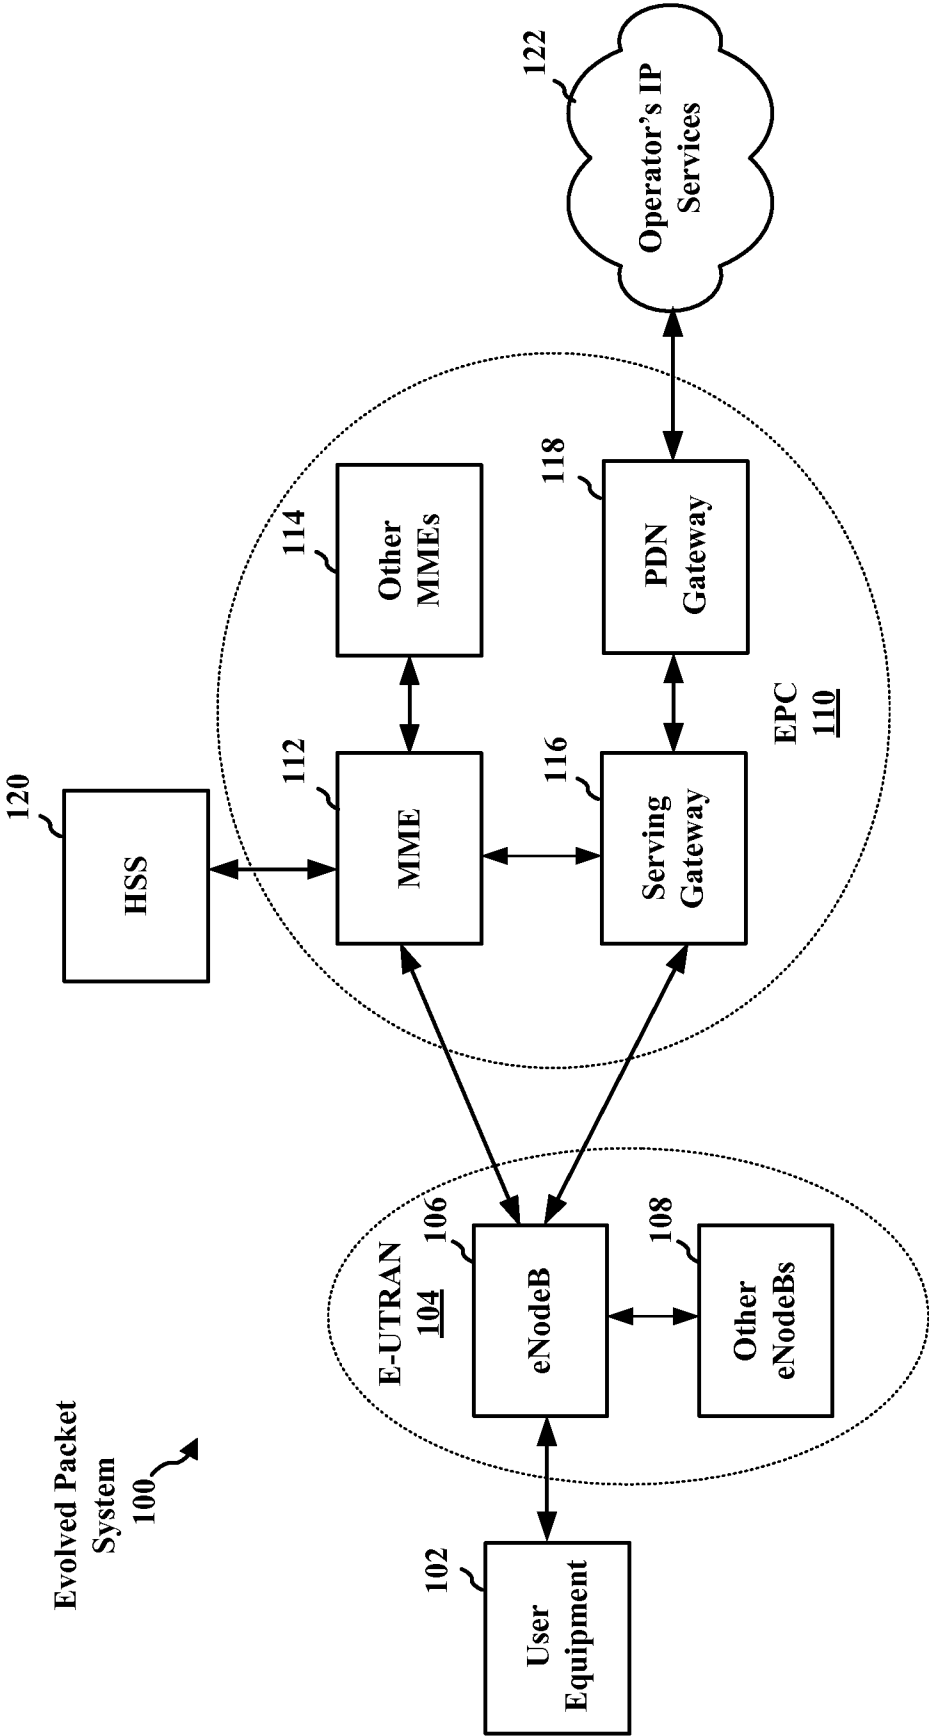 Evolved Packet
System
100
120
HSS
122
Operator's IP
Services
112
MME
114
Other
MMEs
116
Serving
Gateway
118
PDN
Gateway
EPC
110
E-UTRAN
104
106
eNodeB
108
Other
eNodeBs
102
User
Equipment